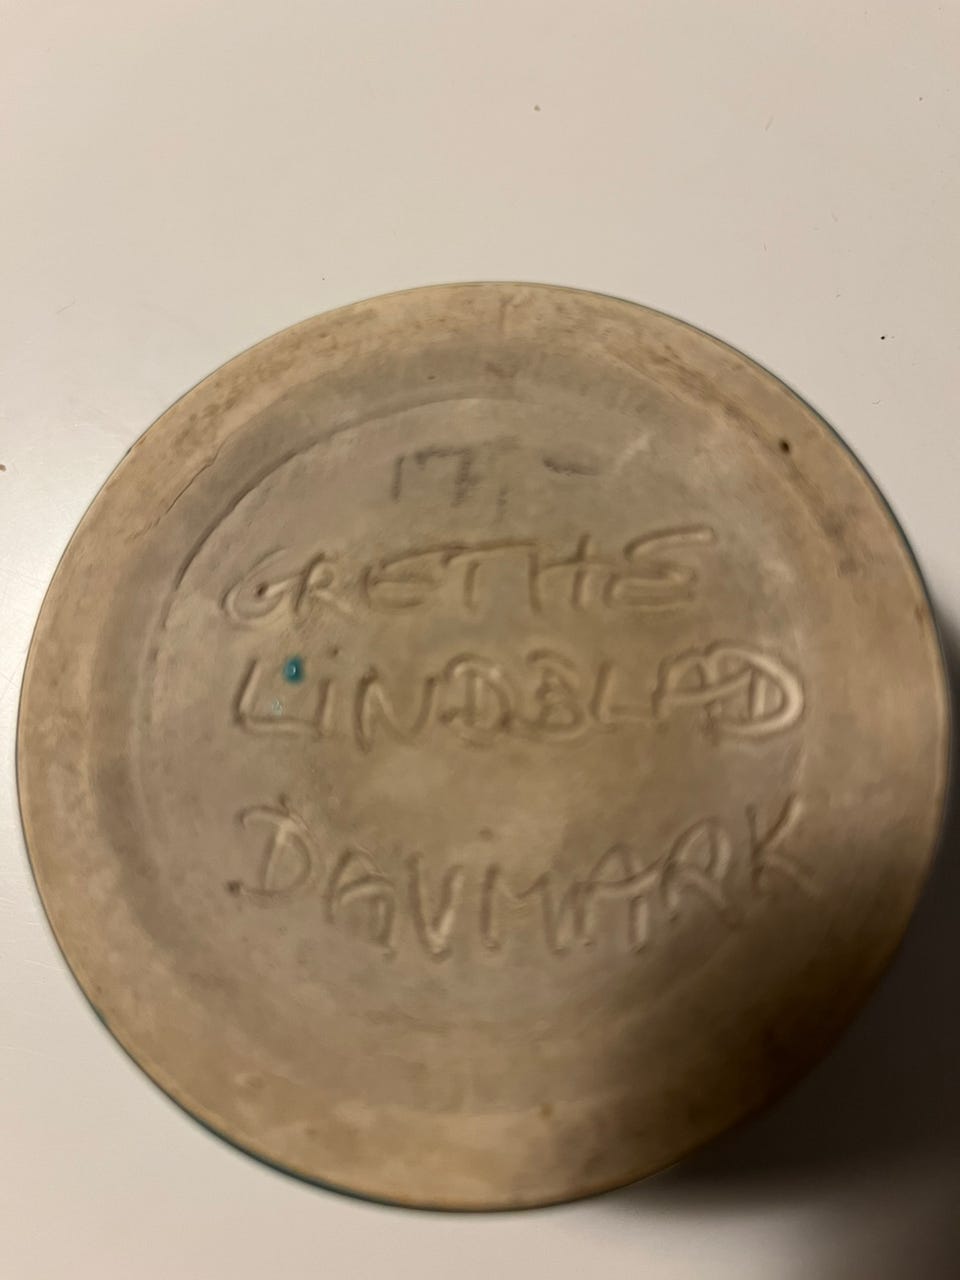 17,-
GRETHE
LiNDBLAD
DANMARK